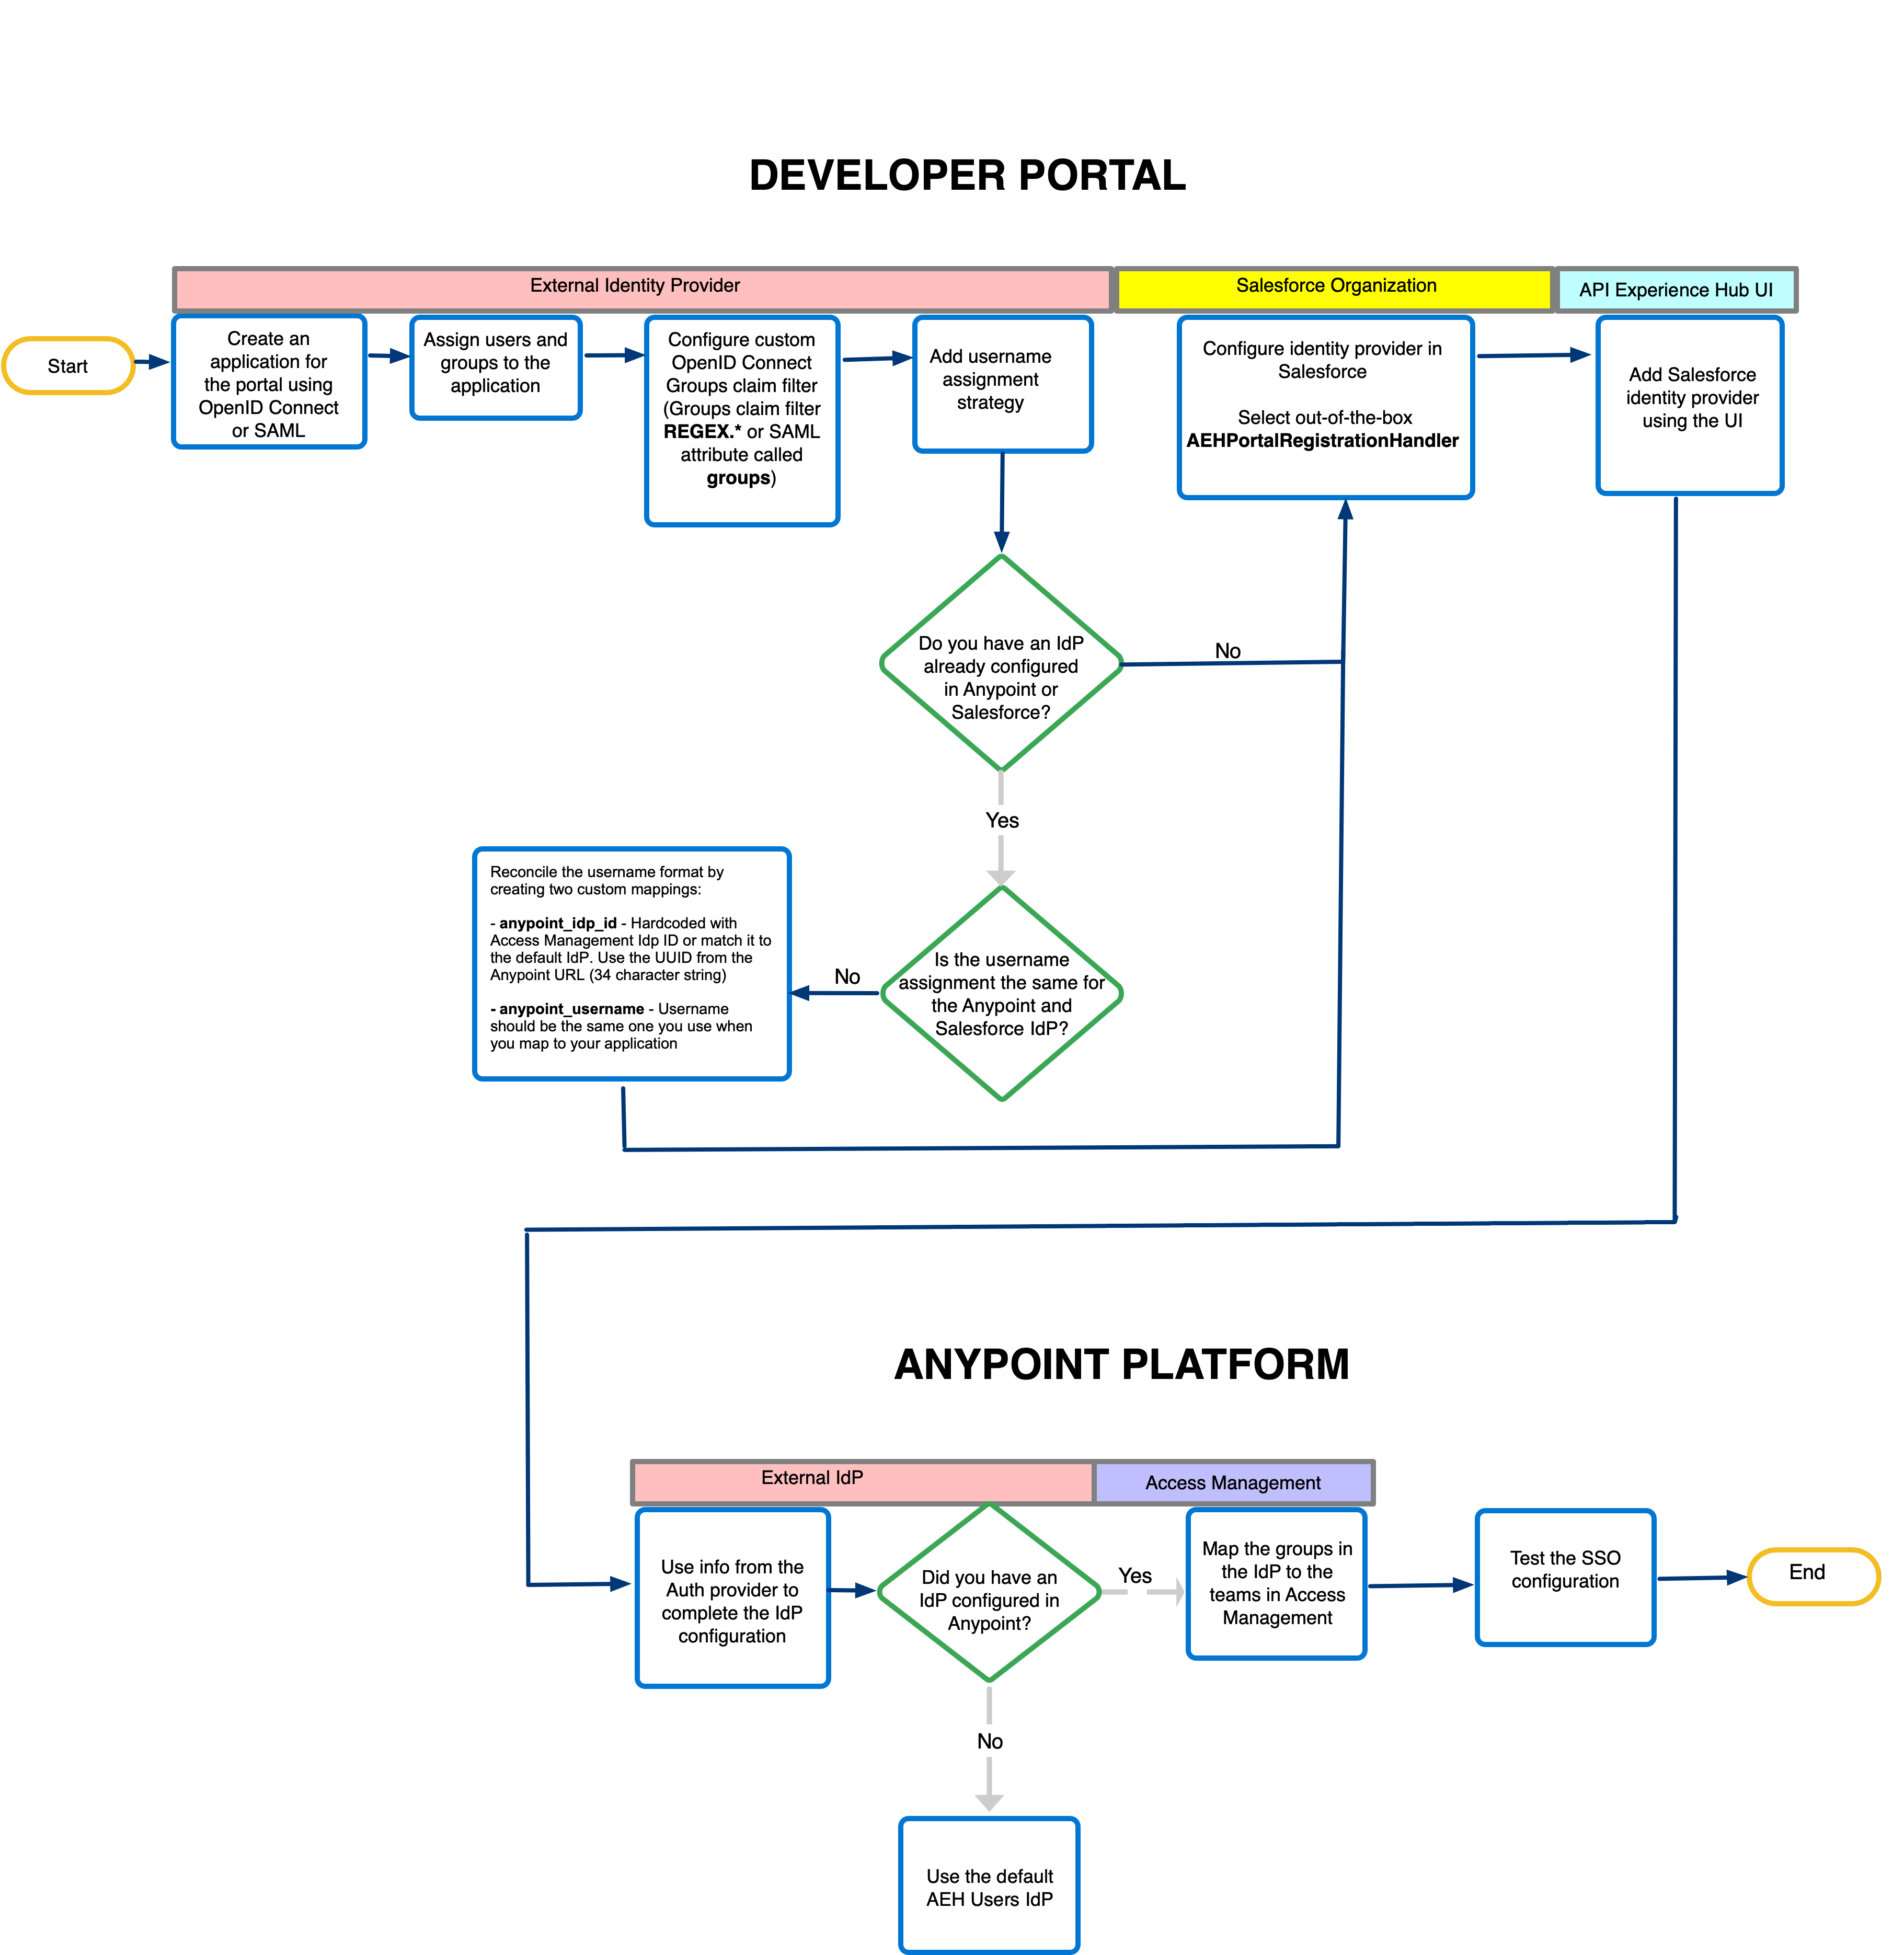 DEVELOPER PORTAL
External Identity Provider
Salesforce Organization
API Experience Hub UI
Start
Create an
application for
the portal using
OpenID Connect
or SAML
Assign users and
groups to the
application
Configure custom
OpenID Connect
Groups claim filter
(Groups claim filter
REGEX.* or SAML
attribute called
groups)
Add username
assignment
strategy
Configure identity provider in
Salesforce
Select out-of-the-box
AEHPortalRegistrationHandler
Add Salesforce
identity provider
using the UI
Do you have an IdP
already configured
in Anypoint or
Salesforce?
No
Yes
Is the username
assignment the same for
the Anypoint and
Salesforce IdP?
No
Reconcile the username format by
creating two custom mappings:
- anypoint_idp_id - Hardcoded with
Access Management Idp ID or match it to
the default IdP. Use the UUID from the
Anypoint URL (34 character string)
- anypoint_username - Username
should be the same one you use when
you map to your application
ANYPOINT PLATFORM
External IdP
Access Management
Use info from the
Auth provider to
complete the IdP
configuration
Did you have an
IdP configured in
Anypoint?
Yes
Map the groups in
the IdP to the
teams in Access
Management
Test the SSO
configuration
End
No
Use the default
AEH Users IdP